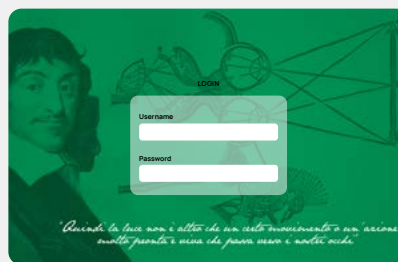 LOGIN
Username
Password
"Quindi la luce non è altro che un certo movimento o un'azione
molto pronta e viva che passa verso i nostri occhi"